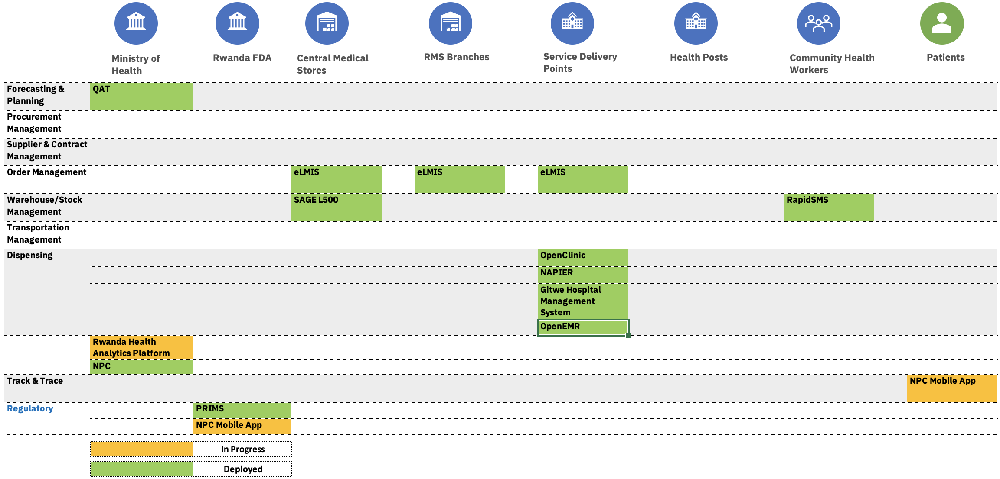 Ministry of
Health
Rwanda FDA
Central Medical
Stores
RMS Branches
Service Delivery
Points
Health Posts
Community Health
Workers
Patients
Forecasting &
Planning
QAT
Procurement
Management
Supplier & Contract
Management
Order Management
eLMIS
eLMIS
eLMIS
Warehouse/Stock
Management
SAGE L500
RapidSMS
Transportation
Management
Dispensing
OpenClinic
NAPIER
Gitwe Hospital
Management
System
OpenEMR
Rwanda Health
Analytics Platform
NPC
Track & Trace
NPC Mobile App
Regulatory
PRIMS
NPC Mobile App
In Progress
Deployed